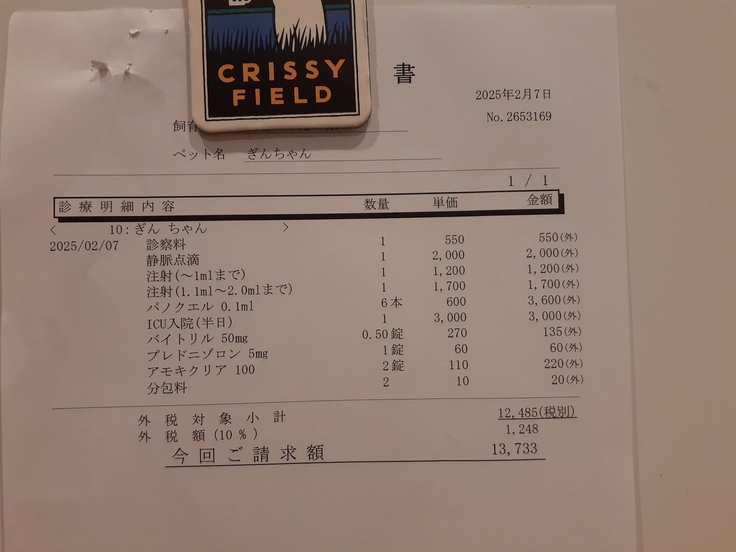 CRISSY
FIELD
書
2025年2月7日
No.2653169
飼育
ペット名 ぎんちゃん
1 / 1
診療明細内容 数量 単価 金額
< 10:ぎん ちゃん >
2025/02/07 診察料 1 550 550(外)
静脈点滴 1 2,000 2,000(外)
注射(~1mlまで) 1 1,200 1,200(外)
注射(1.1ml~2.0mlまで) 1 1,700 1,700(外)
パノクエル 0.1ml 6本 600 3,600(外)
ICU入院(半日) 1 3,000 3,000(外)
バイトリル 50mg 0.50錠 270 135(外)
プレドニゾロン 5mg 1錠 60 60(外)
アモキクリア 100 2錠 110 220(外)
分包料 2 10 20(外)
外税対象小計 12,485(税別)
外税額(10%) 1,248
今回ご請求額 13,733